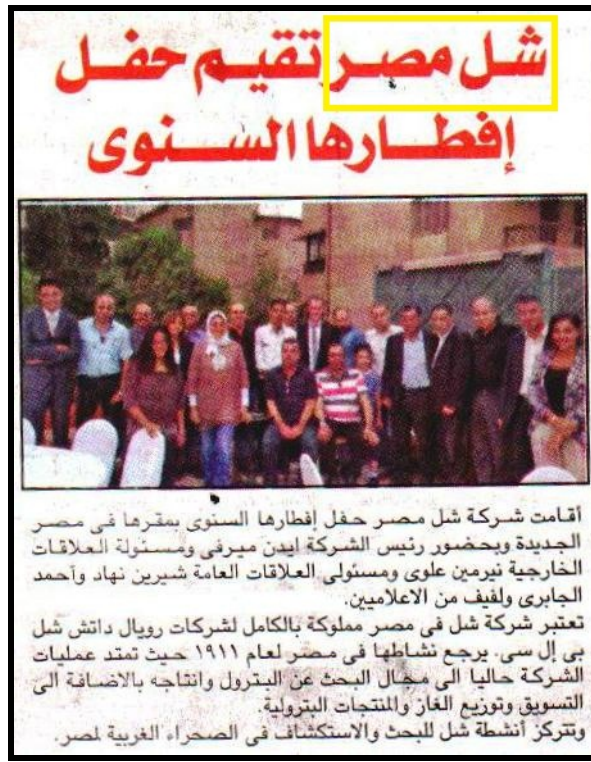 شل مصر تقيم حفل
إفطارها السنوى
أقامت شركة شل مصر حفل إفطارها السنوى بمقرها فى مصر
الجديدة وبحضور رئيس الشركة ايدن ميرفى ومسئولة العلاقات
الخارجية نيرمين علوى ومسئولى العلاقات العامة شيرين نهاد وأحمد
الجابرى ولفيف من الاعلاميين.
تعتبر شركة شل فى مصر مملوكة بالكامل لشركات رويال داتش شل
بى إل سى. يرجع نشاطها فى مصر لعام ١٩١١ حيث تمتد عمليات
الشركة حاليا الى مجال البحث عن البترول وانتاجه بالاضافة الى
التسويق وتوزيع الغاز والمنتجات البترولية.
وتتركز أنشطة شل للبحث والاستكشاف فى الصحراء الغربية لمصر.